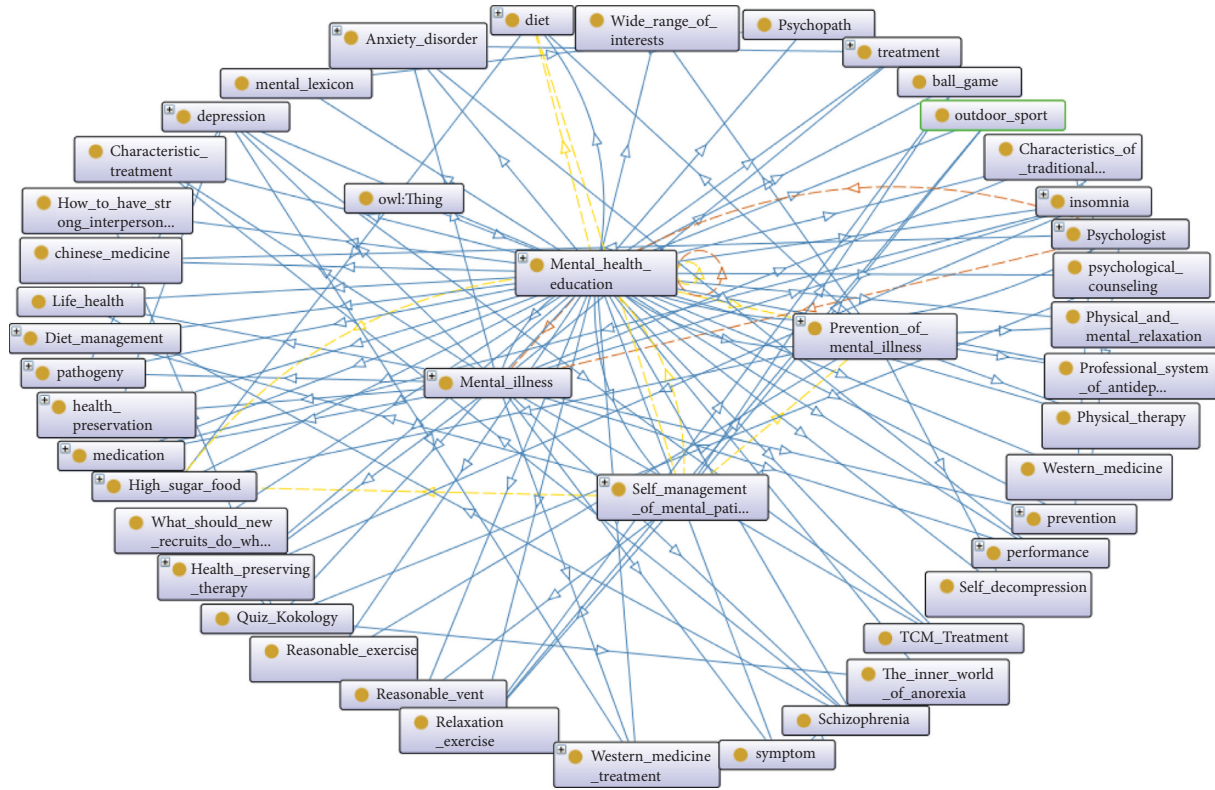 diet
Wide_range_of_
interests
Psychopath
Anxiety_disorder
treatment
mental_lexicon
ball_game
depression
outdoor_sport
Characteristic_
treatment
Characteristics_of
_traditional...
How_to_have_str
ong_interperson...
owl:Thing
insomnia
Psychologist
chinese_medicine
Mental_health_
education
psychological_
counseling
Life_health
Physical_and_
mental_relaxation
Diet_management
Prevention_of_
mental_illness
pathogeny
Mental_illness
Professional_system
_of_antidep...
health_
preservation
Physical_therapy
medication
Western_medicine
High_sugar_food
Self_management
_of_mental_pati...
What_should_new
_recruits_do_wh...
prevention
performance
Health_preserving
_therapy
Self_decompression
Quiz_Kokology
TCM_Treatment
Reasonable_exercise
The_inner_world
_of_anorexia
Reasonable_vent
Relaxation
_exercise
Schizophrenia
Western_medicine
_treatment
symptom